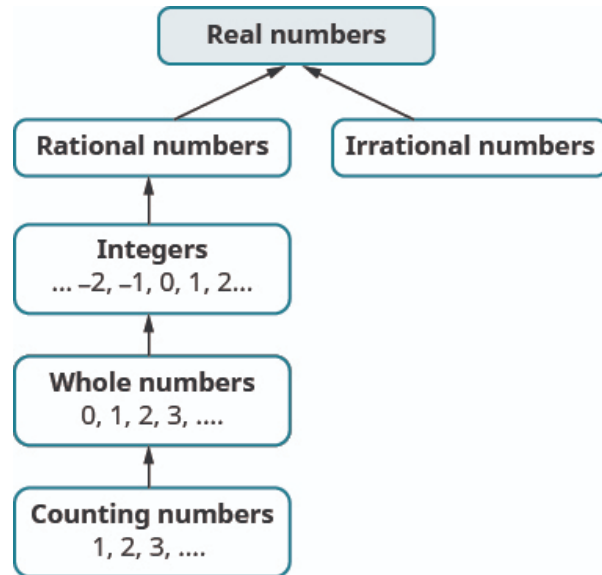 Real numbers
Rational numbers
Irrational numbers
Integers
... –2, –1, 0, 1, 2...
Whole numbers
0, 1, 2, 3, ....
Counting numbers
1, 2, 3, ....